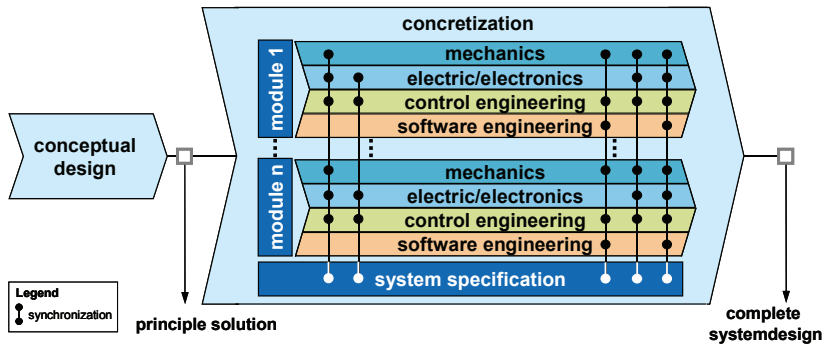 concretization
module 1
mechanics
electric/electronics
control engineering
software engineering
conceptual
design
module n
mechanics
electric/electronics
control engineering
software engineering
system specification
Legend
synchronization
principle solution
complete
systemdesign